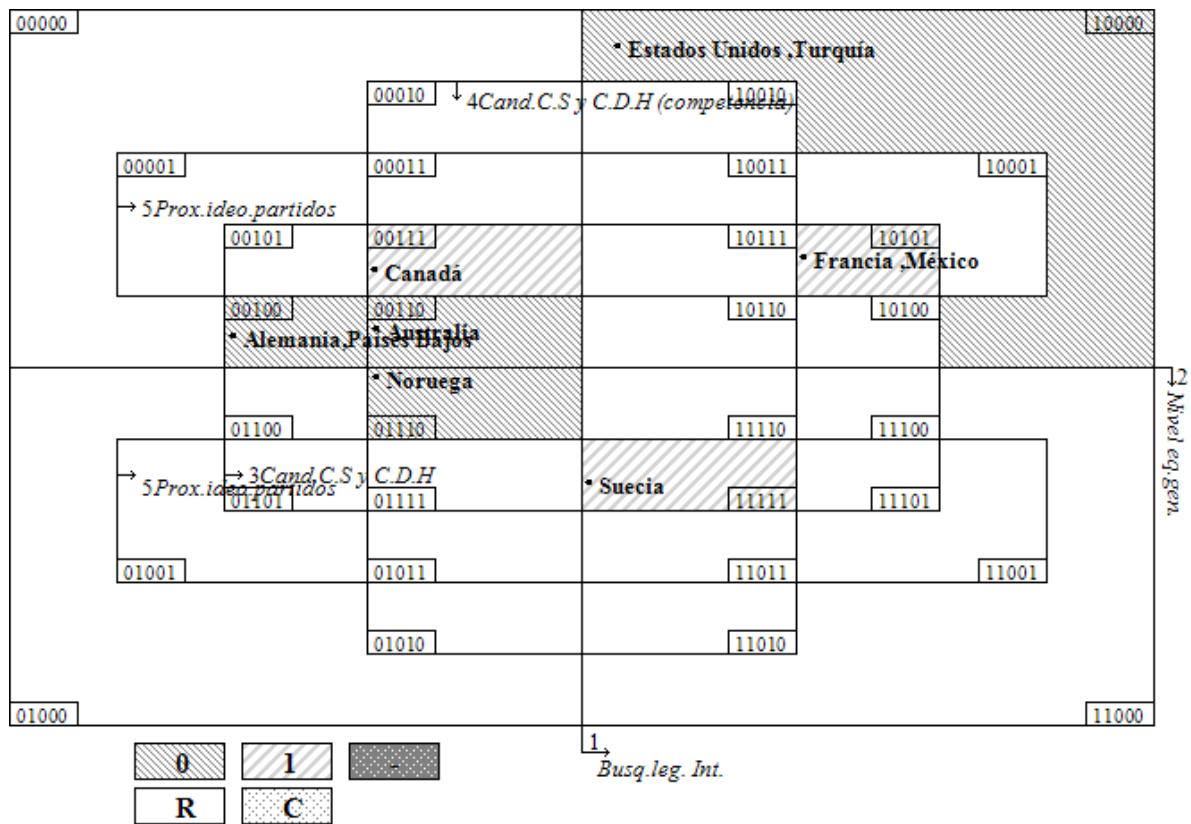 00000
10000
Estados Unidos ,Turquía
00010
10010
4Cand.C.S y C.D.H (competencia)
00001
00011
10011
10001
5Prox.ideo.partidos
00101
00111
10111
10101
Canadá
Francia ,México
00100
00110
10110
10100
Australia
Alemania,Paises Bajos
Noruega
2
Nivel eq.gen.
01100
01110
11110
11100
3Cand.C.S y C.D.H
5Prox.ideo.partidos
Suecia
01101
01111
11111
11101
01001
01011
11011
11001
01010
11010
01000
11000
1
Busq.leg. Int.
0
1
-
R
C